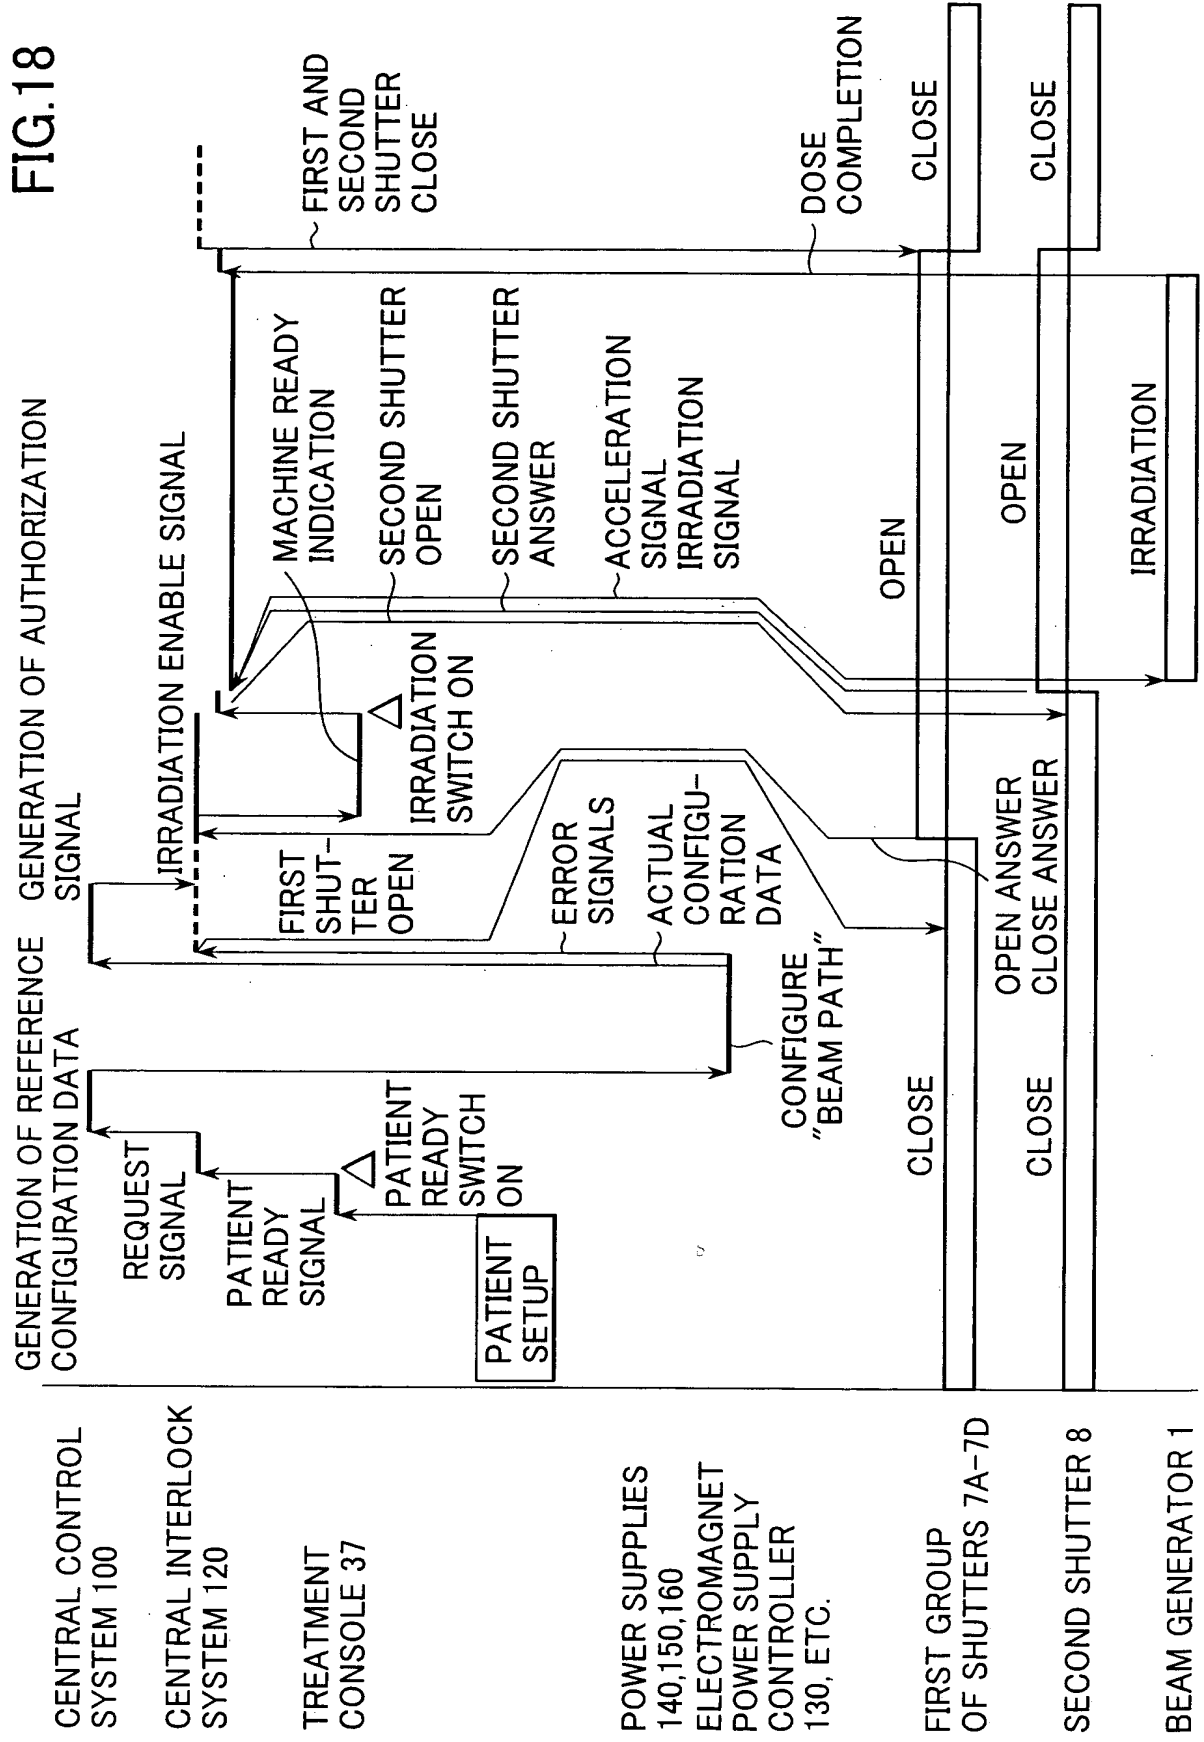 FIG.18
GENERATION OF REFERENCE
CONFIGURATION DATA
GENERATION OF AUTHORIZATION
SIGNAL
CENTRAL CONTROL
SYSTEM 100
REQUEST
SIGNAL
IRRADIATION ENABLE SIGNAL
CENTRAL INTERLOCK
SYSTEM 120
PATIENT
READY
SIGNAL
FIRST
SHUT-
TER
OPEN
MACHINE READY
INDICATION
FIRST AND
SECOND
SHUTTER
CLOSE
TREATMENT
CONSOLE 37
PATIENT
READY
SWITCH
ON
IRRADIATION
SWITCH ON
SECOND SHUTTER
OPEN
PATIENT
SETUP
ERROR
SIGNALS
SECOND SHUTTER
ANSWER
ACTUAL
CONFIGU-
RATION
DATA
ACCELERATION
SIGNAL
IRRADIATION
SIGNAL
POWER SUPPLIES
140,150,160
ELECTROMAGNET
POWER SUPPLY
CONTROLLER
130, ETC.
CONFIGURE
"BEAM PATH"
DOSE
COMPLETION
FIRST GROUP
OF SHUTTERS 7A-7D
CLOSE
OPEN
CLOSE
OPEN ANSWER
CLOSE ANSWER
SECOND SHUTTER 8
CLOSE
OPEN
CLOSE
BEAM GENERATOR 1
IRRADIATION